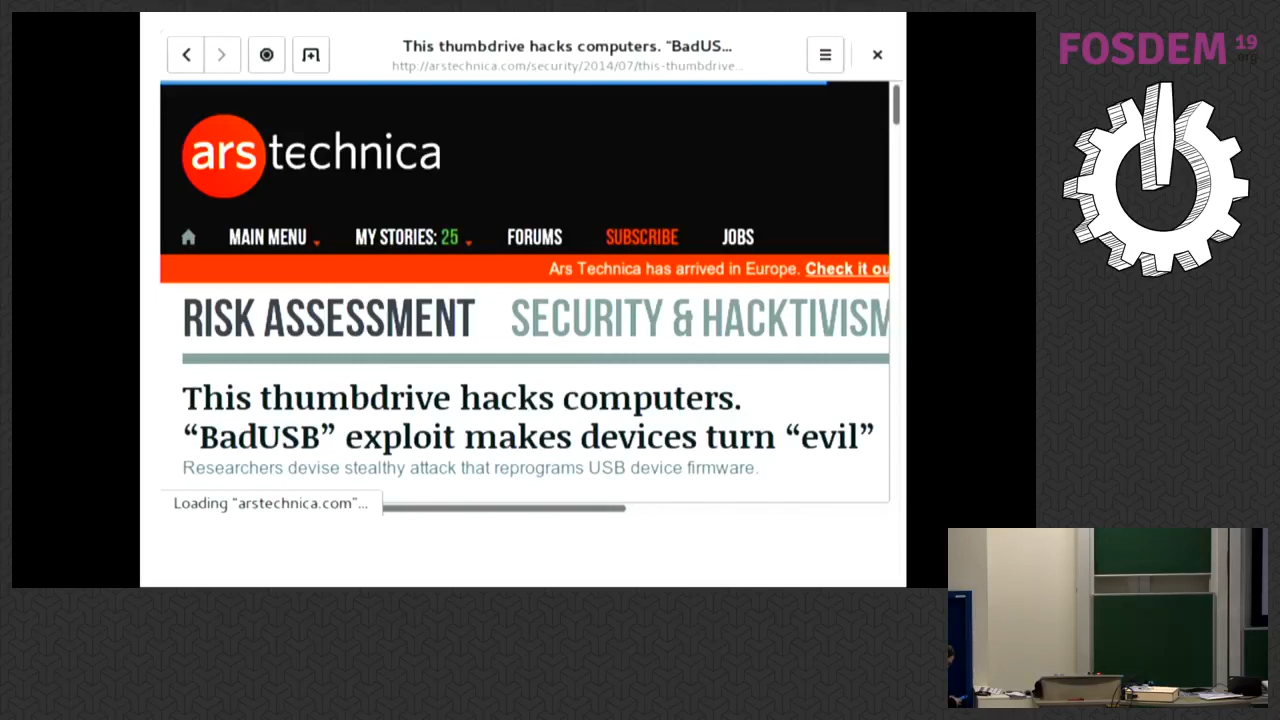 This thumbdrive hacks computers. “BadUS...
http://arstechnica.com/security/2014/07/this-thumbdrive...
ars technica
MAIN MENU
MY STORIES: 25
FORUMS
SUBSCRIBE
JOBS
Ars Technica has arrived in Europe. Check it ou
RISK ASSESSMENT
SECURITY & HACKTIVISM
This thumbdrive hacks computers.
“BadUSB” exploit makes devices turn “evil”
Researchers devise stealthy attack that reprograms USB device firmware.
Loading “arstechnica.com”...
FOSDEM 19
.org